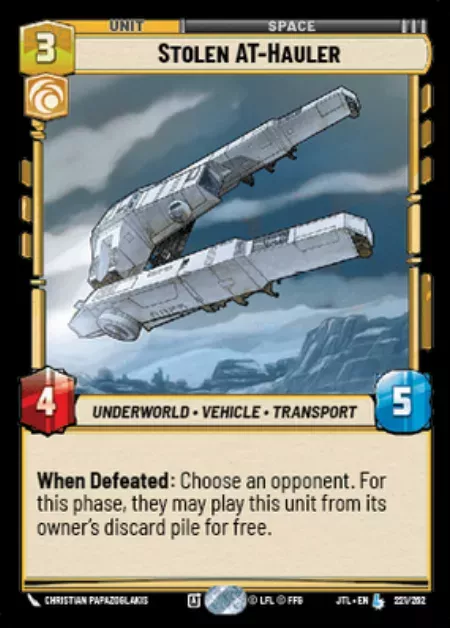 UNIT
SPACE
3
STOLEN AT-HAULER
4
UNDERWORLD • VEHICLE • TRANSPORT
5
When Defeated: Choose an opponent. For
this phase, they may play this unit from its
owner's discard pile for free.
CHRISTIAN PAPAZOGLAKIS
© LFL © FFG
JTL • EN
221/262